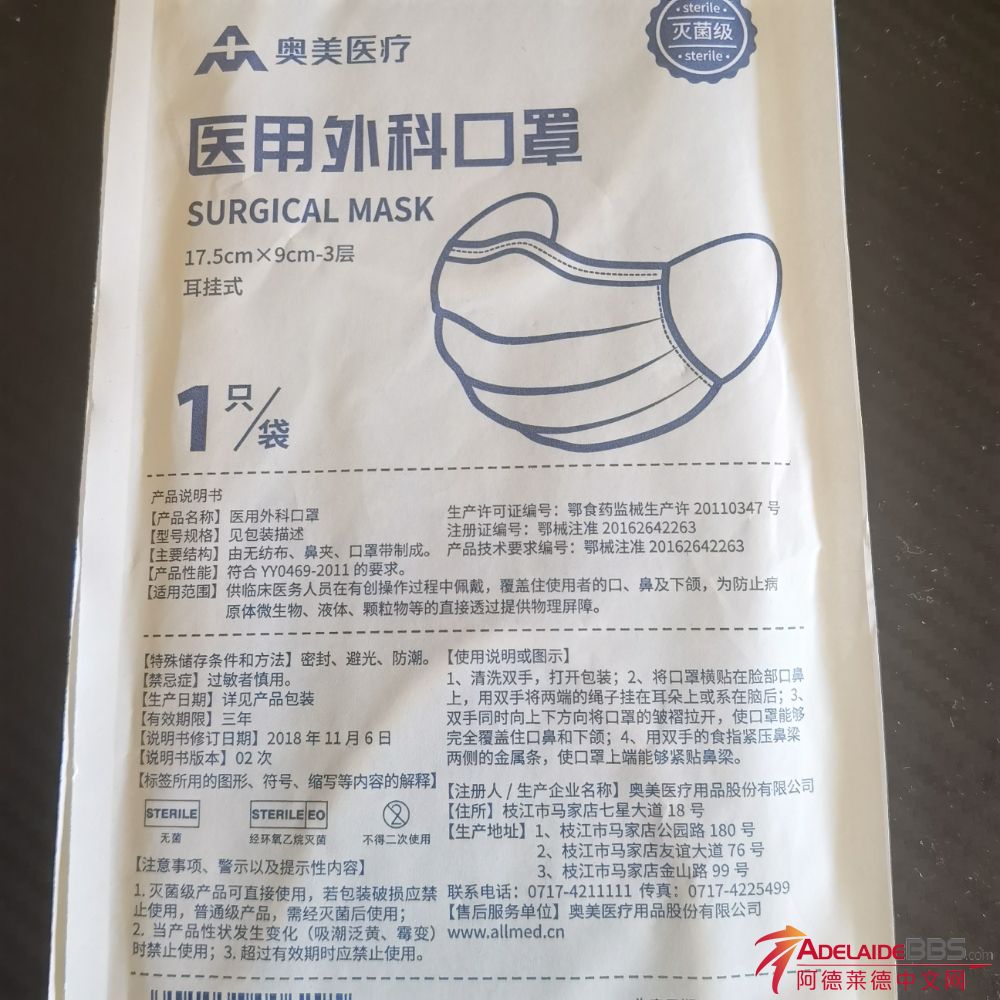 奥美医疗
sterile
灭菌级
sterile
医用外科口罩
SURGICAL MASK
17.5cm×9cm-3层
耳挂式
1只/袋
产品说明书
【产品名称】医用外科口罩
【型号规格】见包装描述
【主要结构】由无纺布、鼻夹、口罩带制成。
【产品性能】符合 YY0469-2011 的要求。
生产许可证编号：鄂食药监械生产许 20110347 号
注册证编号：鄂械注准 20162642263
产品技术要求编号：鄂械注准 20162642263
【适用范围】供临床医务人员在有创操作过程中佩戴，覆盖住使用者的口、鼻及下颌，为防止病
原体微生物、液体、颗粒物等的直接透过提供物理屏障。
【特殊储存条件和方法】密封、避光、防潮。
【禁忌症】过敏者慎用。
【生产日期】详见产品包装
【有效期限】三年
【说明书修订日期】2018 年 11 月 6 日
【说明书版本】02 次
【标签所用的图形、符号、缩写等内容的解释】
STERILE
STERILE EO
2
无菌
经环氧乙烷灭菌
不得二次使用
【注意事项、警示以及提示性内容】
1. 灭菌级产品可直接使用，若包装破损应禁
止使用，普通级产品，需经灭菌后使用；
2. 当产品性状发生变化（吸潮泛黄、霉变）
时禁止使用；3. 超过有效期时应禁止使用。
【使用说明或图示】
1、清洗双手，打开包装；2、将口罩横贴在脸部口鼻
上，用双手将两端的绳子挂在耳朵上或系在脑后；3、
双手同时向上下方向将口罩的皱褶拉开，使口罩能够
完全覆盖住口鼻和下颌；4、用双手的食指紧压鼻梁
两侧的金属条，使口罩上端能够紧贴鼻梁。
【注册人 / 生产企业名称】奥美医疗用品股份有限公司
【住所】枝江市马家店七星大道 18 号
【生产地址】1、枝江市马家店公园路 180 号
2、枝江市马家店友谊大道 76 号
3、枝江市马家店金山路 99 号
联系电话：0717-4211111 传真：0717-4225499
【售后服务单位】奥美医疗用品股份有限公司
www.allmed.cn
ADELAIDEBBS.com
阿德莱德中文网